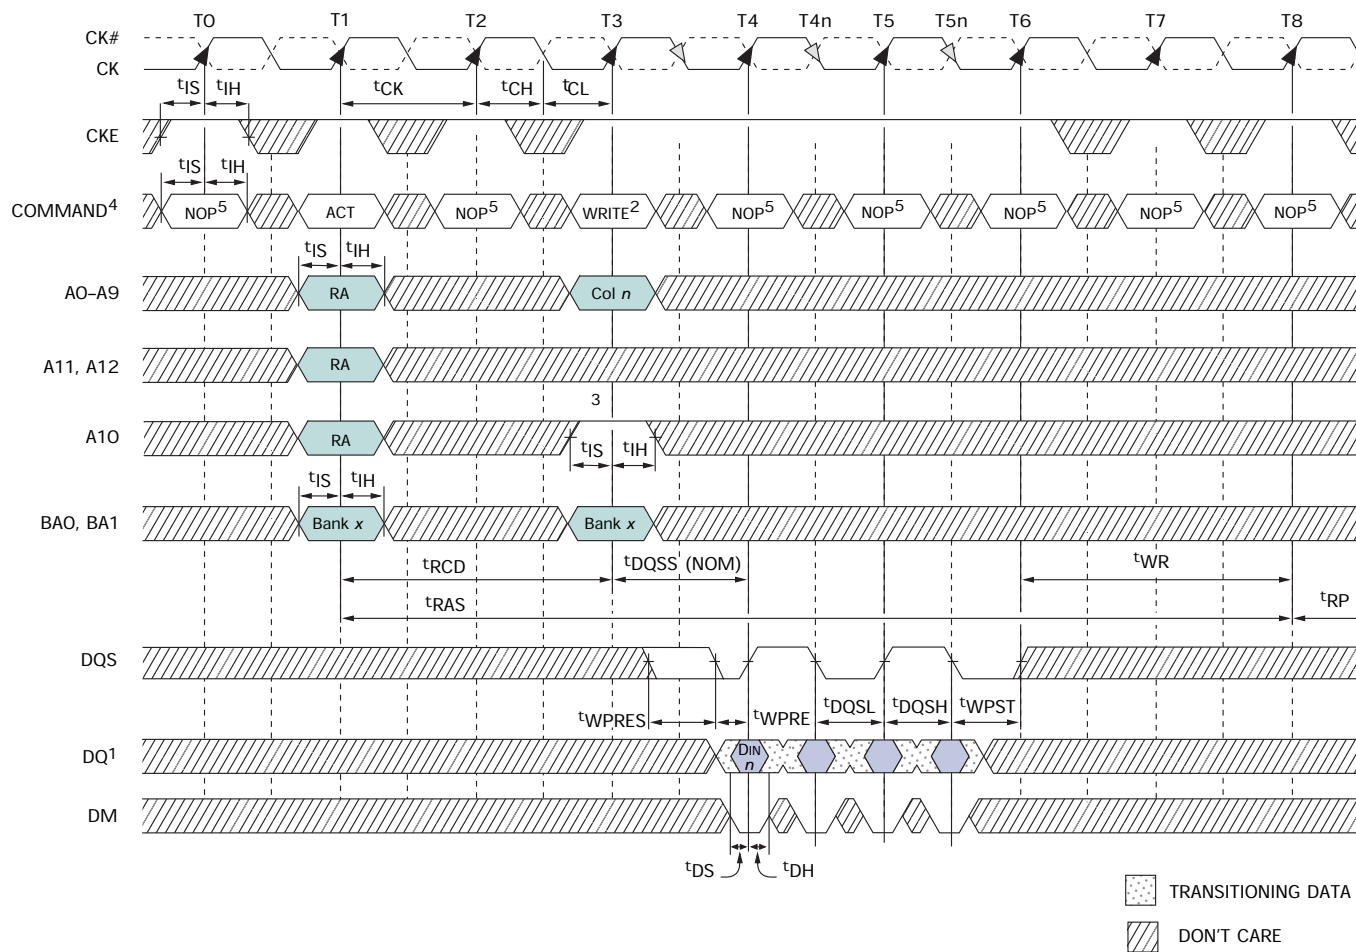 T0 T1 T2 T3 T4 T4n T5 T5n T6 T7 T8
CK#
CK
tIS tIH tCK tCH tCL
CKE
tIS tIH
COMMAND4 NOP5 ACT NOP5 WRITE2 NOP5 NOP5 NOP5 NOP5 NOP5
tIS tIH
A0–A9 RA Col n
A11, A12 RA
3
A10 RA
tIS tIH
tIS tIH
BA0, BA1 Bank x Bank x
tRCD tDQSS (NOM) tWR
tRAS tRP
DQS
tWPRES tWPRE tDQSL tDQSH tWPST
DQ1 DIN
n
DM
tDS tDH
TRANSITIONING DATA
DON'T CARE